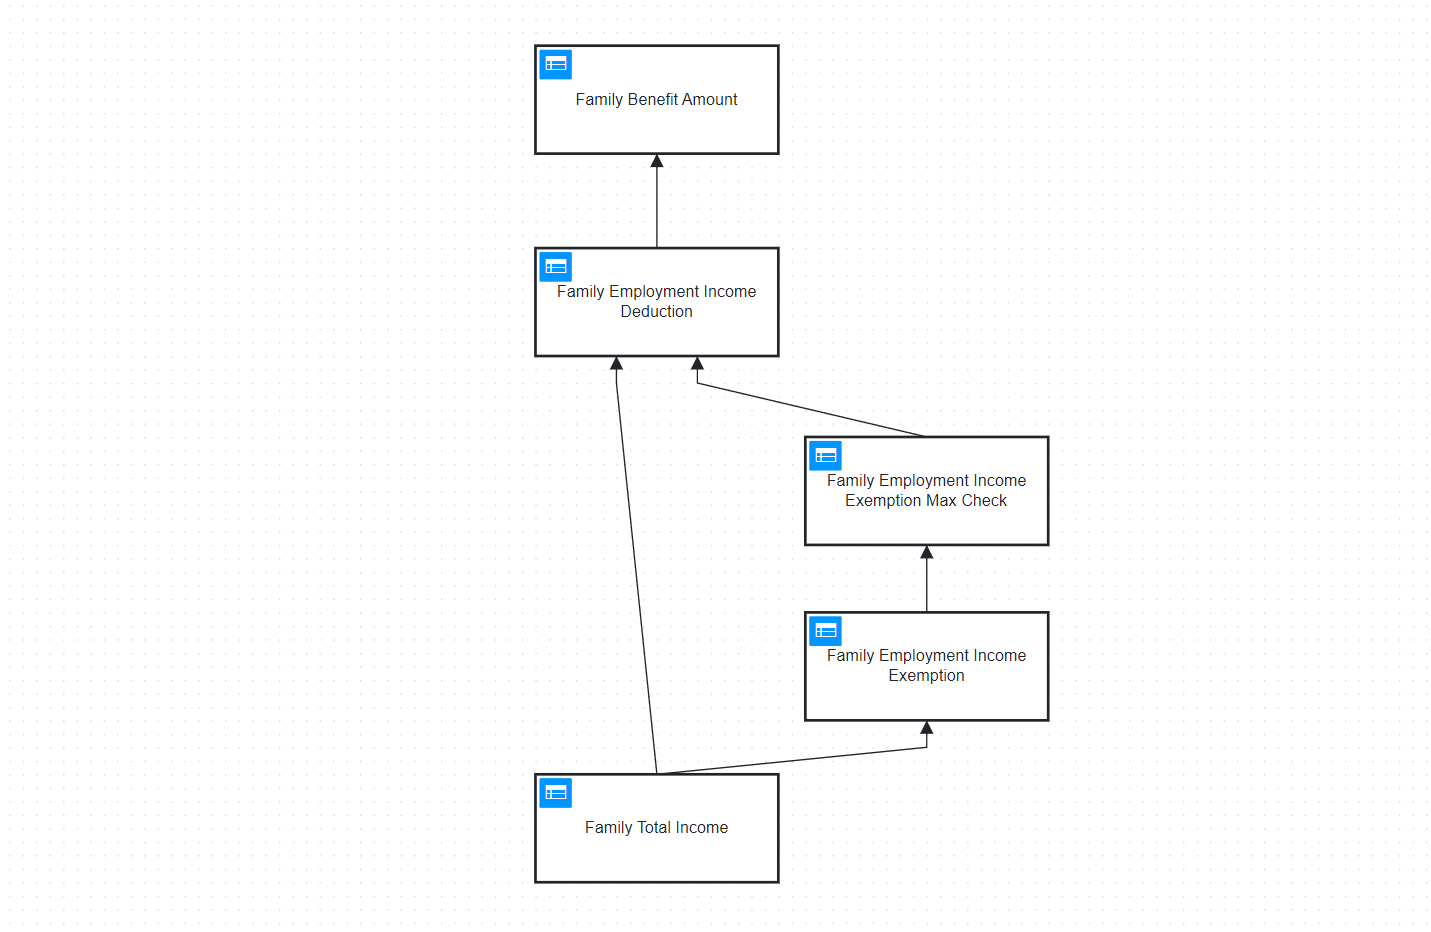 Family Benefit Amount
Family Employment Income
Deduction
Family Employment Income
Exemption Max Check
Family Employment Income
Exemption
Family Total Income